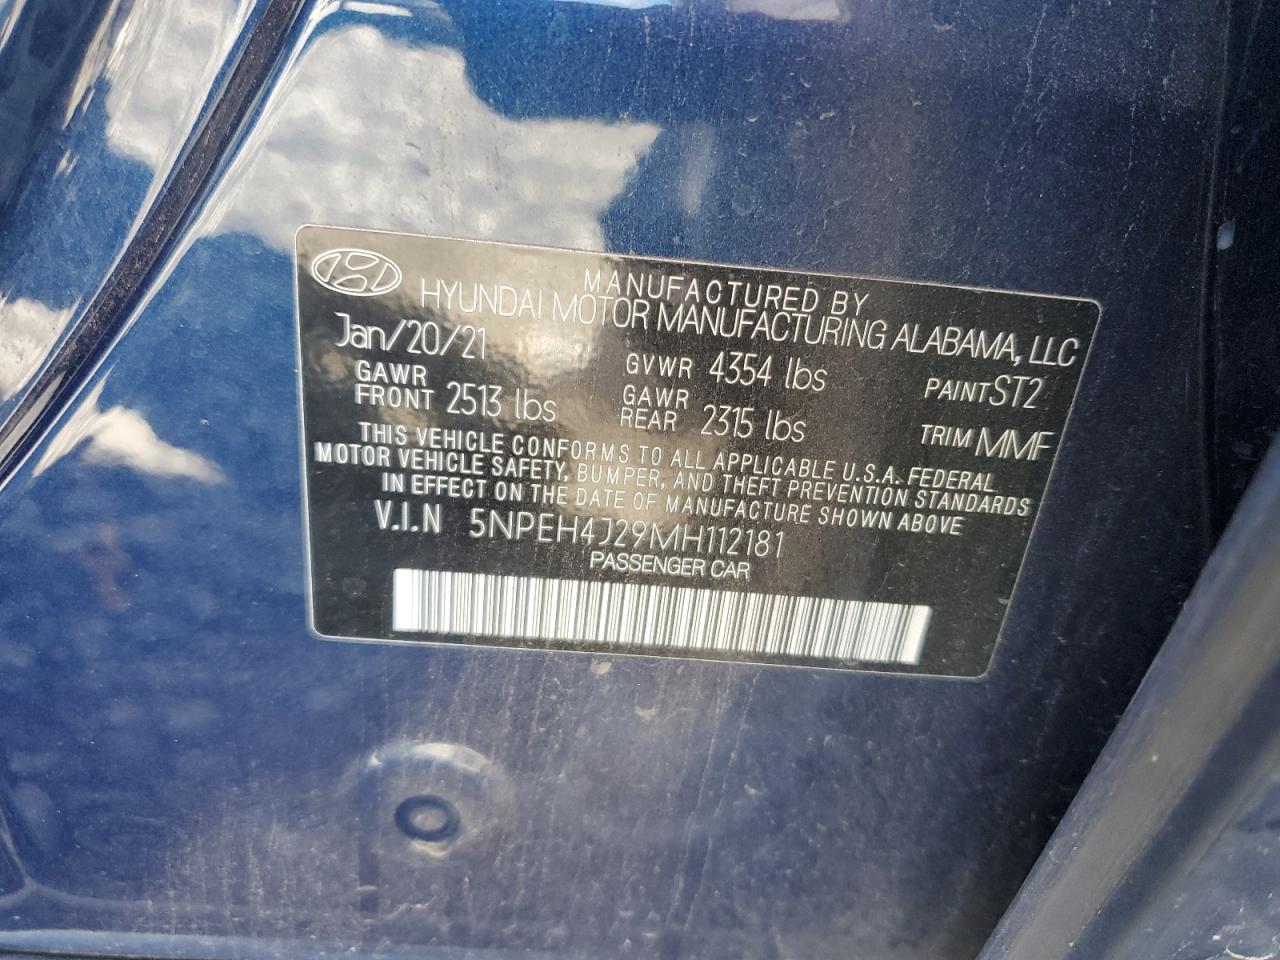 MANUFACTURED BY
HYUNDAI MOTOR MANUFACTURING ALABAMA, LLC
Jan/20/21 GVWR 4354 lbs PAINT ST2
GAWR FRONT 2513 lbs GAWR REAR 2315 lbs TRIM MMF
THIS VEHICLE CONFORMS TO ALL APPLICABLE U.S.A. FEDERAL
MOTOR VEHICLE SAFETY, BUMPER, AND THEFT PREVENTION STANDARDS
IN EFFECT ON THE DATE OF MANUFACTURE SHOWN ABOVE
V.I.N 5NPEH4J29MH112181
PASSENGER CAR